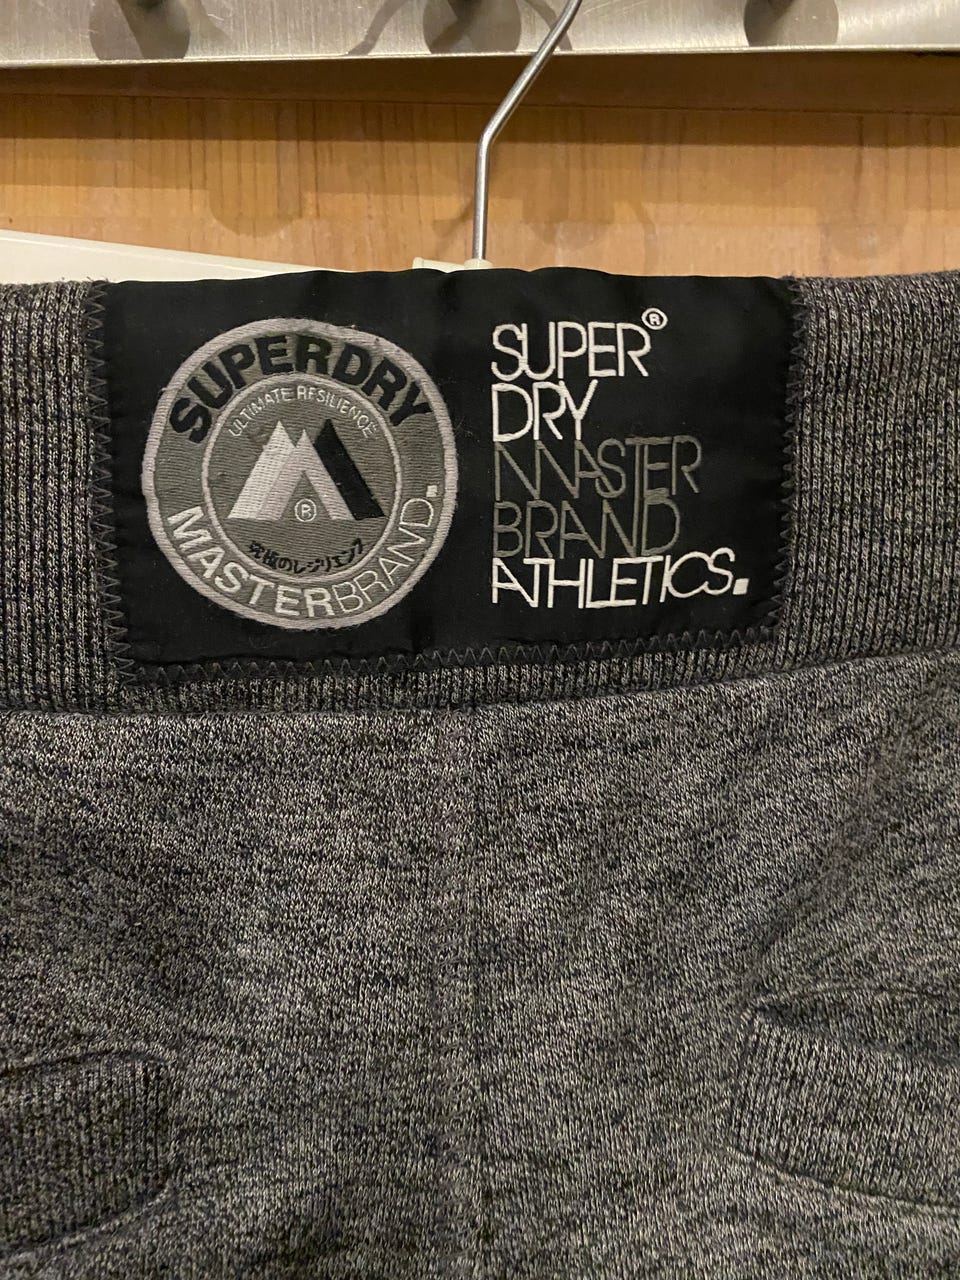 SUPERDRY
ULTIMATE RESILIENCE
®
究極のレジリエンス
MASTERBRAND.
SUPER®
DRY
MASTER
BRAND
ATHLETICS.